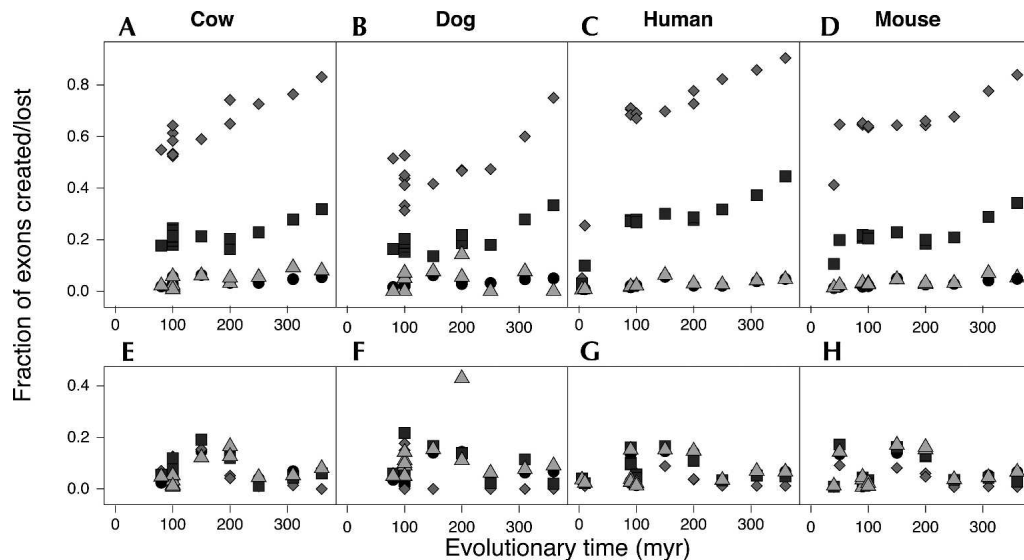 A Cow B Dog C Human D Mouse
Fraction of exons created/lost
0.8
0.6
0.4
0.2
0.0
0 100 200 300 0 100 200 300 0 100 200 300 0 100 200 300
E F G H
0.4
0.2
0.0
0 100 200 300 0 100 200 300 0 100 200 300 0 100 200 300
Evolutionary time (myr)